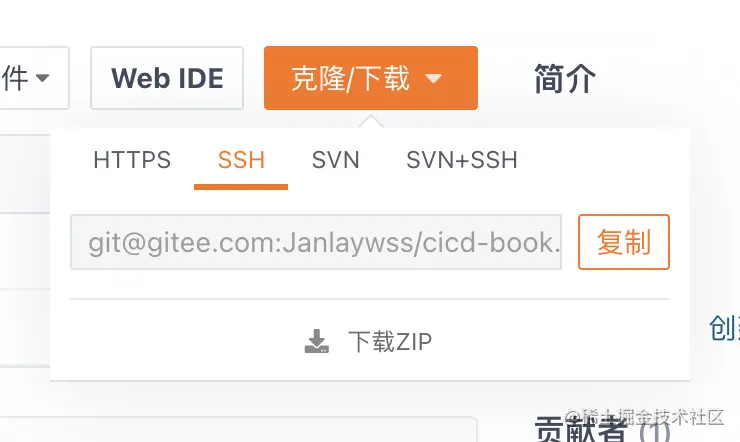 件 Web IDE 克隆/下载 简介
HTTPS SSH SVN SVN+SSH
git@gitee.com:Janlaywss/cicd-book. 复制
下载ZIP
创
贡献者 (1)
@稀土掘金技术社区